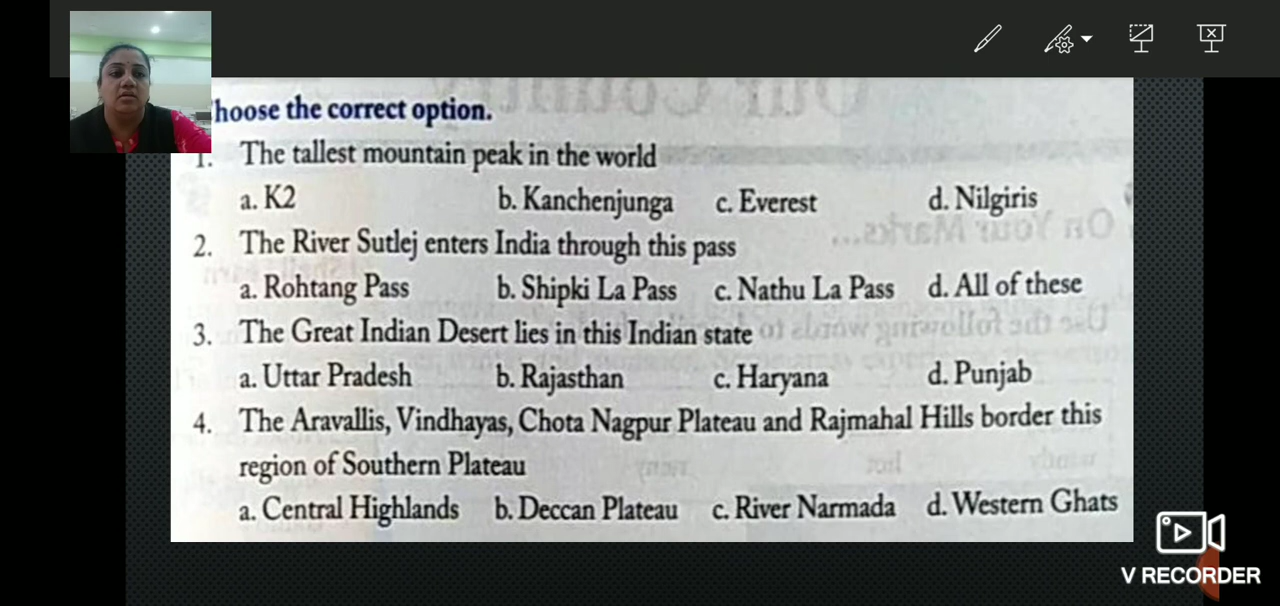 hoose the correct option.
1. The tallest mountain peak in the world
a. K2 b. Kanchenjunga c. Everest d. Nilgiris
2. The River Sutlej enters India through this pass
a. Rohtang Pass b. Shipki La Pass c. Nathu La Pass d. All of these
3. The Great Indian Desert lies in this Indian state
a. Uttar Pradesh b. Rajasthan c. Haryana d. Punjab
4. The Aravallis, Vindhayas, Chota Nagpur Plateau and Rajmahal Hills border this
region of Southern Plateau
a. Central Highlands b. Deccan Plateau c. River Narmada d. Western Ghats
V RECORDER